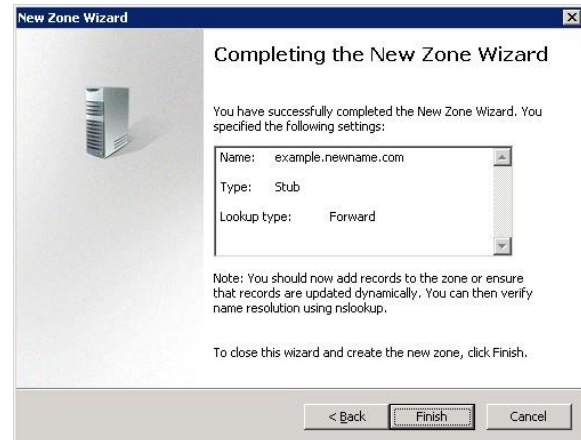 New Zone Wizard
Completing the New Zone Wizard
You have successfully completed the New Zone Wizard. You
specified the following settings:
Name: example.newname.com
Type: Stub
Lookup type: Forward
Note: You should now add records to the zone or ensure
that records are updated dynamically. You can then verify
name resolution using nslookup.
To close this wizard and create the new zone, click Finish.
< Back Finish Cancel